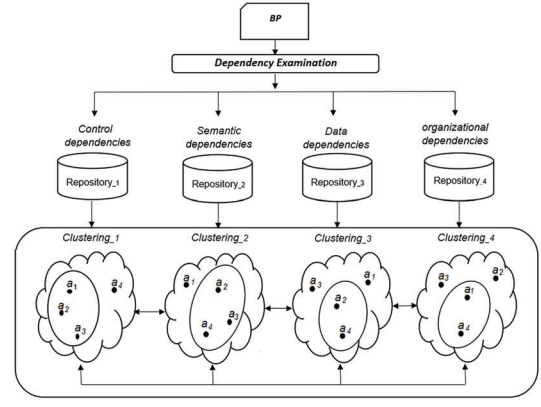 BP
Dependency Examination
Control dependencies
Semantic dependencies
Data dependencies
organizational dependencies
Repository_1
Repository_2
Repository_3
Repository_4
Clustering_1
Clustering_2
Clustering_3
Clustering_4
a1
a4
a2
a3
a1
a2
a3
a4
a3
a1
a2
a4
a3
a2
a1
a4